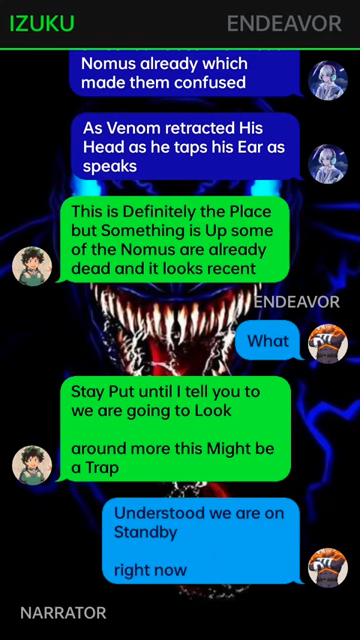 IZUKU
ENDEAVOR
Nomus already which
made them confused
As Venom retracted His
Head as he taps his Ear as
speaks
This is Definitely the Place
but Something is Up some
of the Nomus are already
dead and it looks recent
ENDEAVOR
What
Stay Put until I tell you to
we are going to Look
around more this Might be
a Trap
Understood we are on
Standby
right now
NARRATOR